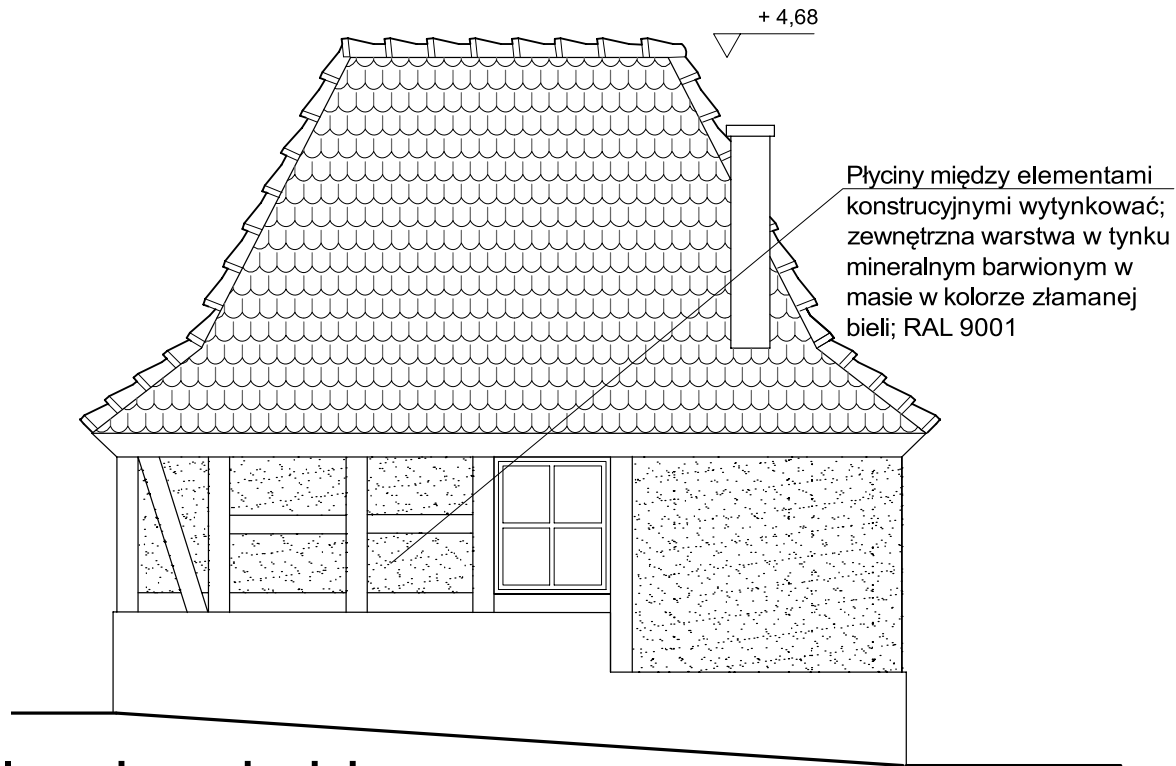 + 4,68
Płyciny między elementami
konstrucyjnymi wytynkować;
zewnętrzna warstwa w tynku
mineralnym barwionym w
masie w kolorze złamanej
bieli; RAL 9001